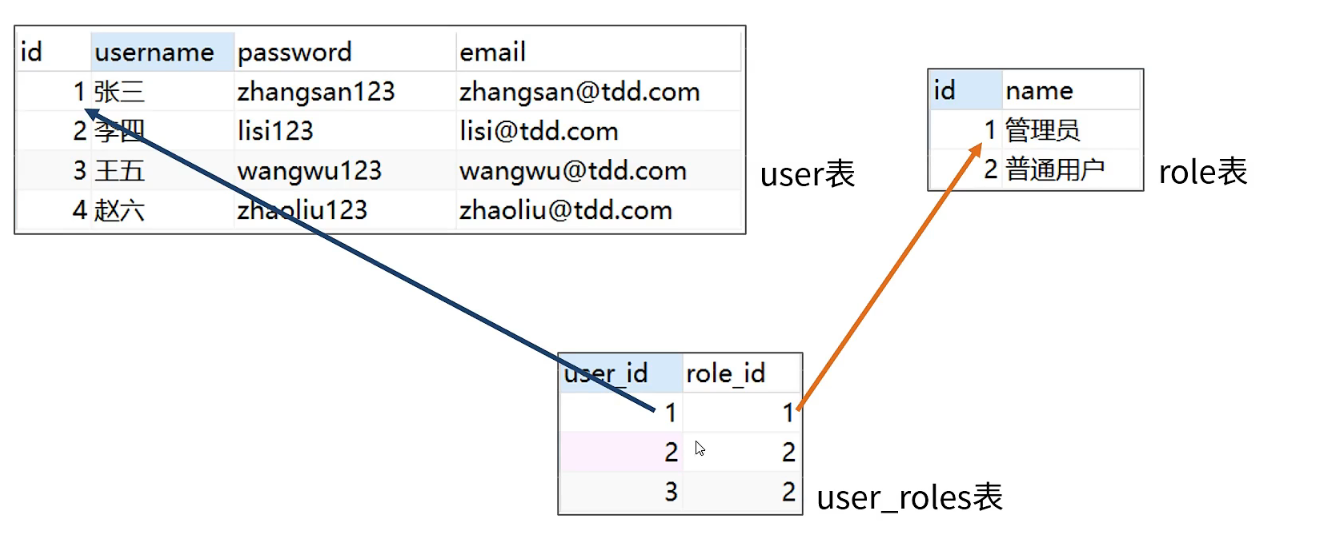 id username password email
1 张三 zhangsan123 zhangsan@tdd.com
2 李四 lisi123 lisi@tdd.com
3 王五 wangwu123 wangwu@tdd.com
4 赵六 zhaoliu123 zhaoliu@tdd.com
user表
id name
1 管理员
2 普通用户
role表
user_id role_id
1 1
2 2
3 2
user_roles表